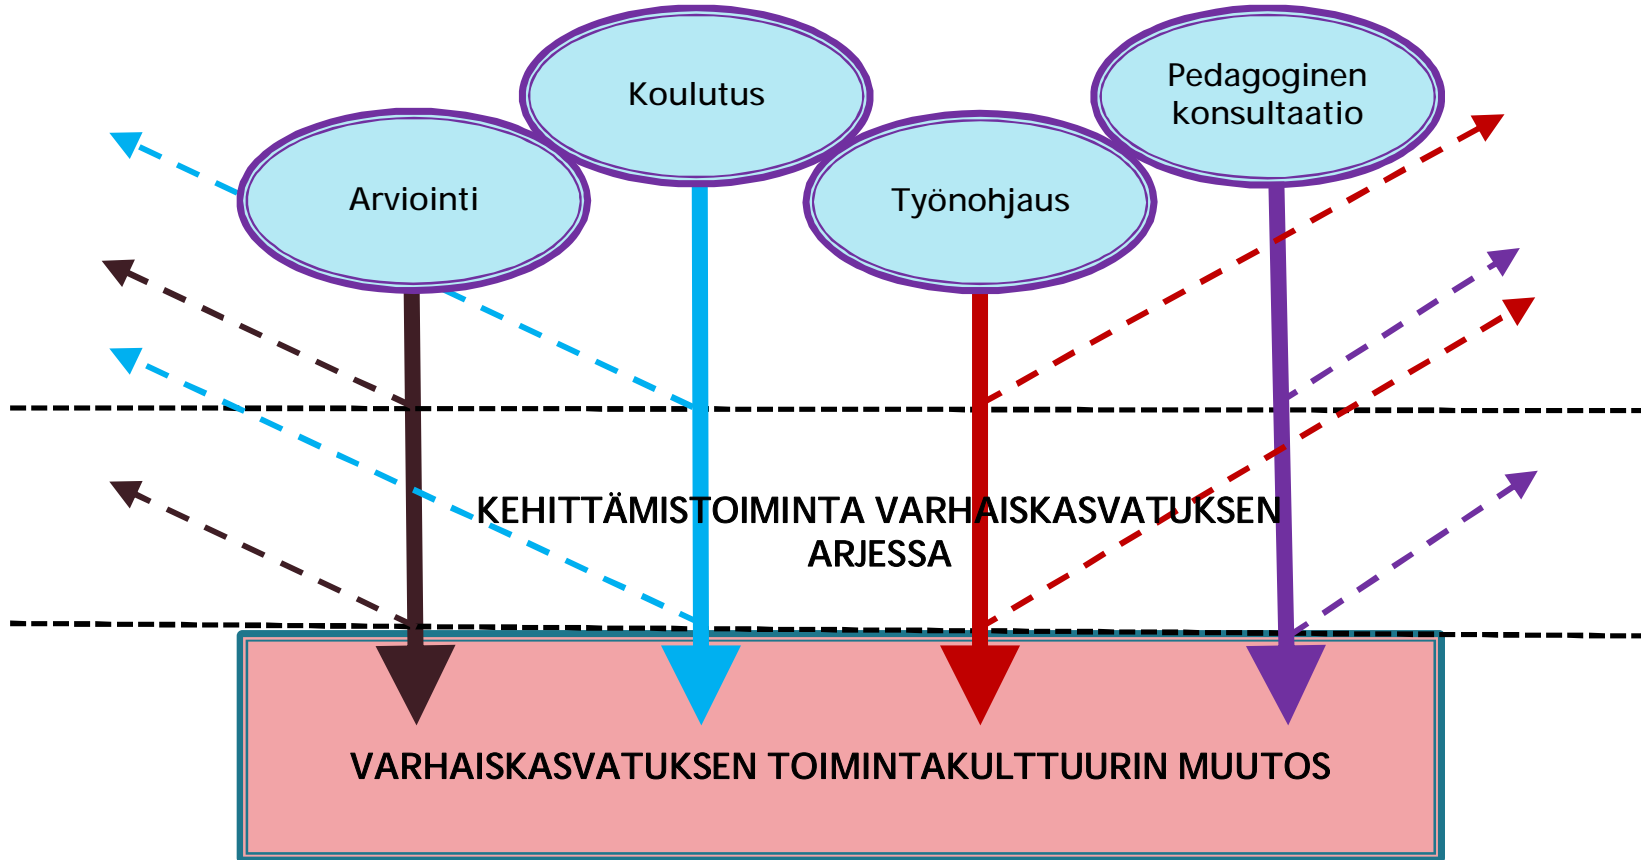 Koulutus
Pedagoginen
konsultaatio
Arviointi
Työnohjaus
KEHITTÄMISTOIMINTA VARHAISKASVATUKSEN
ARJESSA
VARHAISKASVATUKSEN TOIMINTAKULTTUURIN MUUTOS